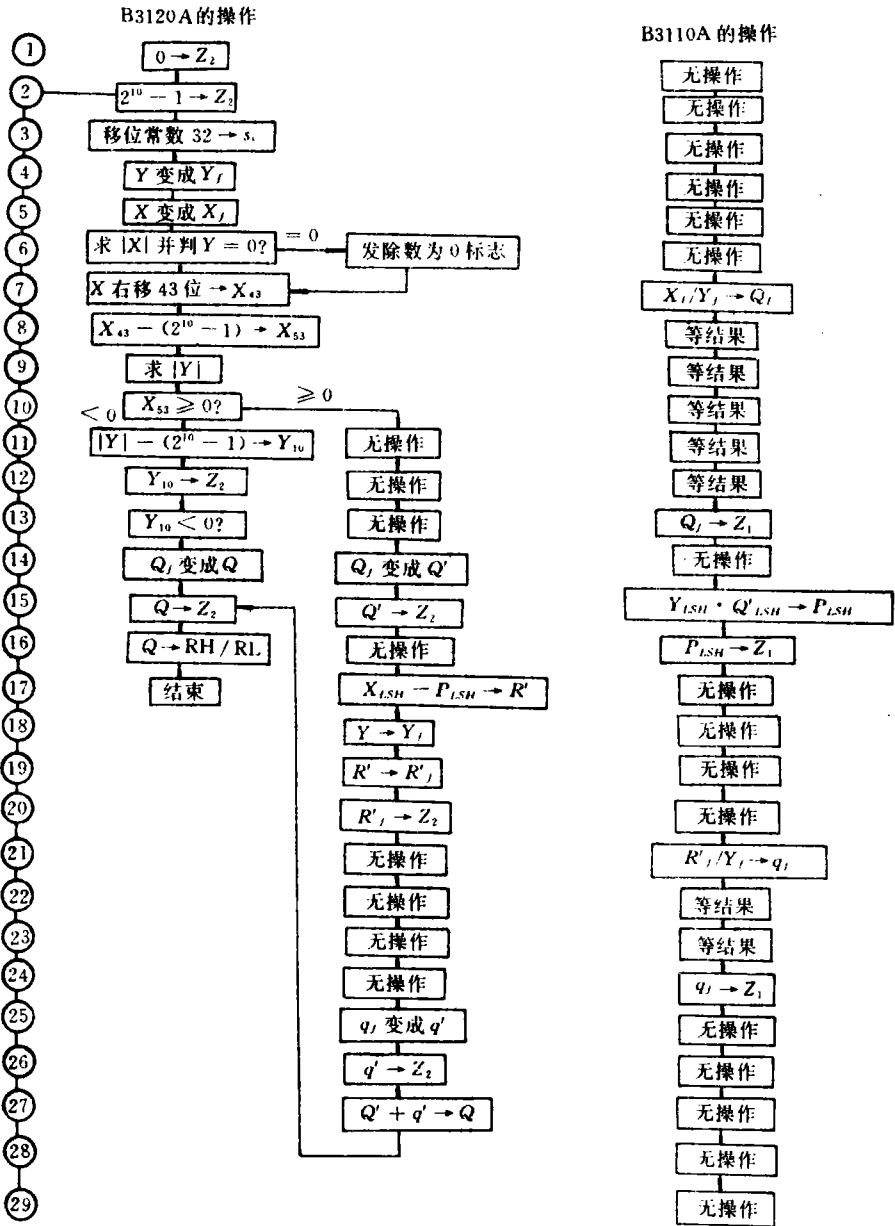 B3120A的操作
B3110A的操作
① 0 → Z₂ 无操作
② 2¹⁰ − 1 → Z₂ 无操作
③ 移位常数 32 → s. 无操作
④ Y 变成 Y_f 无操作
⑤ X 变成 X_f 无操作
⑥ 求 |X| 并判 Y = 0? = 0 发除数为 0 标志 无操作
⑦ X 右移 43 位 → X₄₃ X_f/Y_f → Q_f
⑧ X₄₃ − (2¹⁰ − 1) → X₅₃ 等结果
⑨ 求 |Y| 等结果
⑩ < 0 X₅₃ ≥ 0? ≥ 0 等结果
⑪ |Y| − (2¹⁰ − 1) → Y₁₀ 无操作 等结果
⑫ Y₁₀ → Z₂ 无操作 等结果
⑬ Y₁₀ < 0? 无操作 Q_f → Z₁
⑭ Q_f 变成 Q Q_f 变成 Q′ 无操作
⑮ Q → Z₂ Q′ → Z₂ Y_LSH · Q′_LSH → P_LSH
⑯ Q → RH / RL 无操作 P_LSH → Z₁
⑰ 结束 X_LSH − P_LSH → R′ 无操作
⑱ Y → Y_f 无操作
⑲ R′ → R′_f 无操作
⑳ R′_f → Z₂ 无操作
㉑ 无操作 R′_f/Y_f → q_f
㉒ 无操作 等结果
㉓ 无操作 等结果
㉔ 无操作 q_f → Z₁
㉕ q_f 变成 q′ 无操作
㉖ q′ → Z₂ 无操作
㉗ Q′ + q′ → Q 无操作
㉘ 无操作
㉙ 无操作